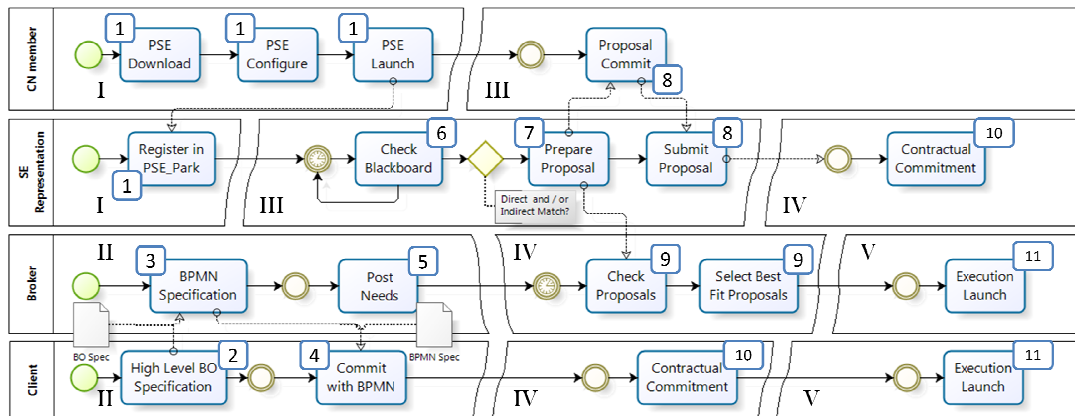 CN member
1
PSE
Download
1
PSE
Configure
1
PSE
Launch
Proposal
Commit
8
I
III
SE
Representation
Register in
PSE_Park
1
6
Check
Blackboard
7
Prepare
Proposal
8
Submit
Proposal
10
Contractual
Commitment
Direct and / or
Indirect Match?
I
III
IV
Broker
II
3
BPMN
Specification
5
Post
Needs
IV
9
Check
Proposals
9
Select Best
Fit Proposals
V
11
Execution
Launch
BO Spec
BPMN Spec
Client
II
2
High Level BO
Specification
4
Commit
with BPMN
IV
10
Contractual
Commitment
V
11
Execution
Launch